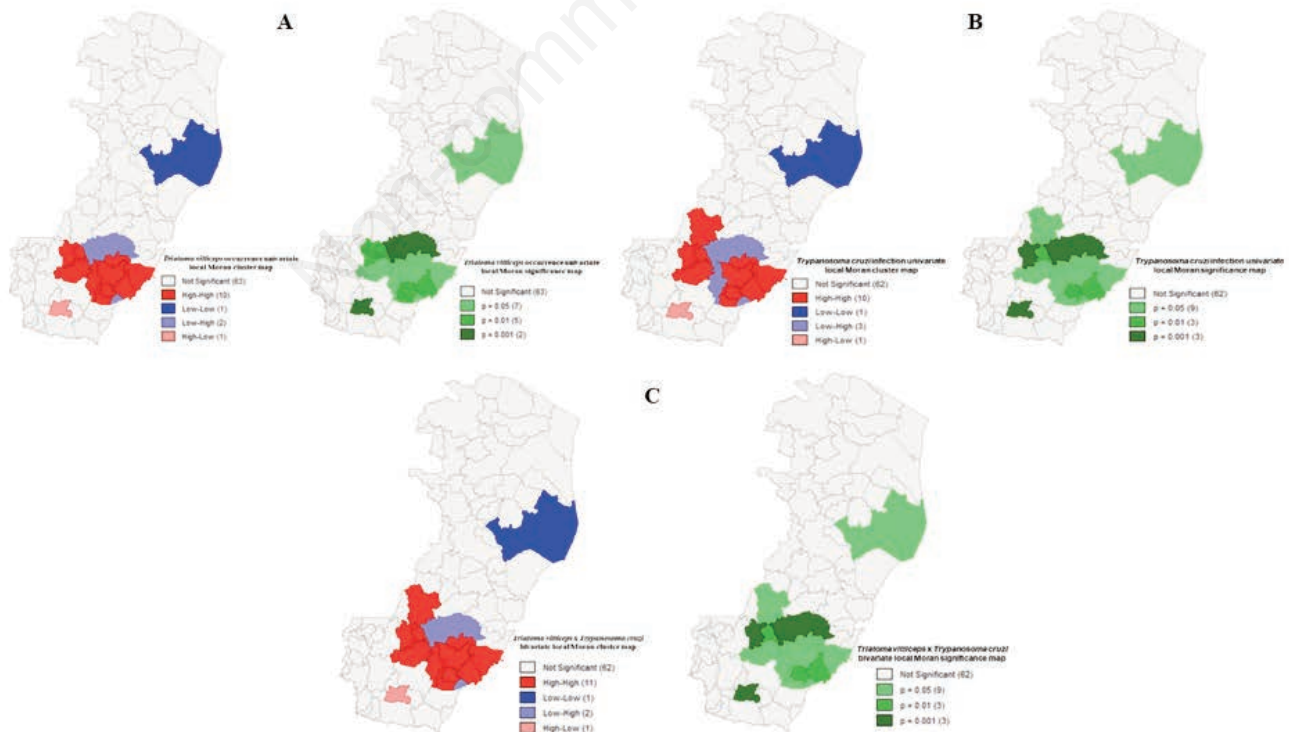 A
Triatoma vitticeps occurrence univariate
local Moran cluster map
Not Significant (63)
High-High (10)
Low-Low (1)
Low-High (2)
High-Low (1)
Triatoma vitticeps occurrence univariate
local Moran significance map
Not Significant (63)
p = 0.05 (7)
p = 0.01 (5)
p = 0.001 (2)
B
Trypanosoma cruzi infection univariate
local Moran cluster map
Not Significant (62)
High-High (10)
Low-Low (1)
Low-High (3)
High-Low (1)
Trypanosoma cruzi infection univariate
local Moran significance map
Not Significant (62)
p = 0.05 (9)
p = 0.01 (3)
p = 0.001 (3)
C
Triatoma vitticeps x Trypanosoma cruzi
bivariate local Moran cluster map
Not Significant (62)
High-High (11)
Low-Low (1)
Low-High (2)
High-Low (1)
Triatoma vitticeps x Trypanosoma cruzi
bivariate local Moran significance map
Not Significant (62)
p = 0.05 (9)
p = 0.01 (3)
p = 0.001 (3)